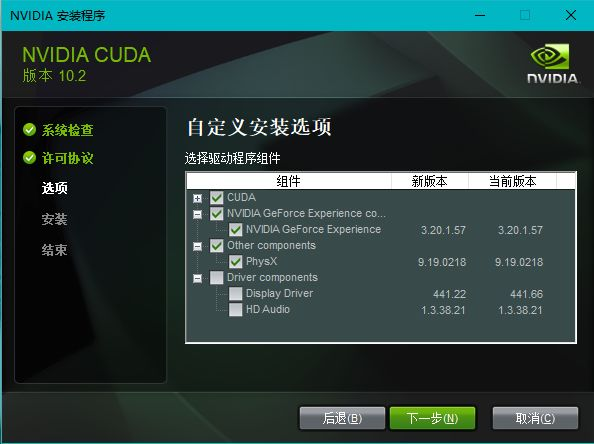 NVIDIA 安装程序
NVIDIA CUDA
版本 10.2
NVIDIA.
系统检查
许可协议
选项
安装
结束
自定义安装选项
选择驱动程序组件
组件 新版本 当前版本
CUDA
NVIDIA GeForce Experience co...
NVIDIA GeForce Experience 3.20.1.57 3.20.1.57
Other components
PhysX 9.19.0218 9.19.0218
Driver components
Display Driver 441.22 441.66
HD Audio 1.3.38.21 1.3.38.21
后退(B) 下一步(N) 取消(C)